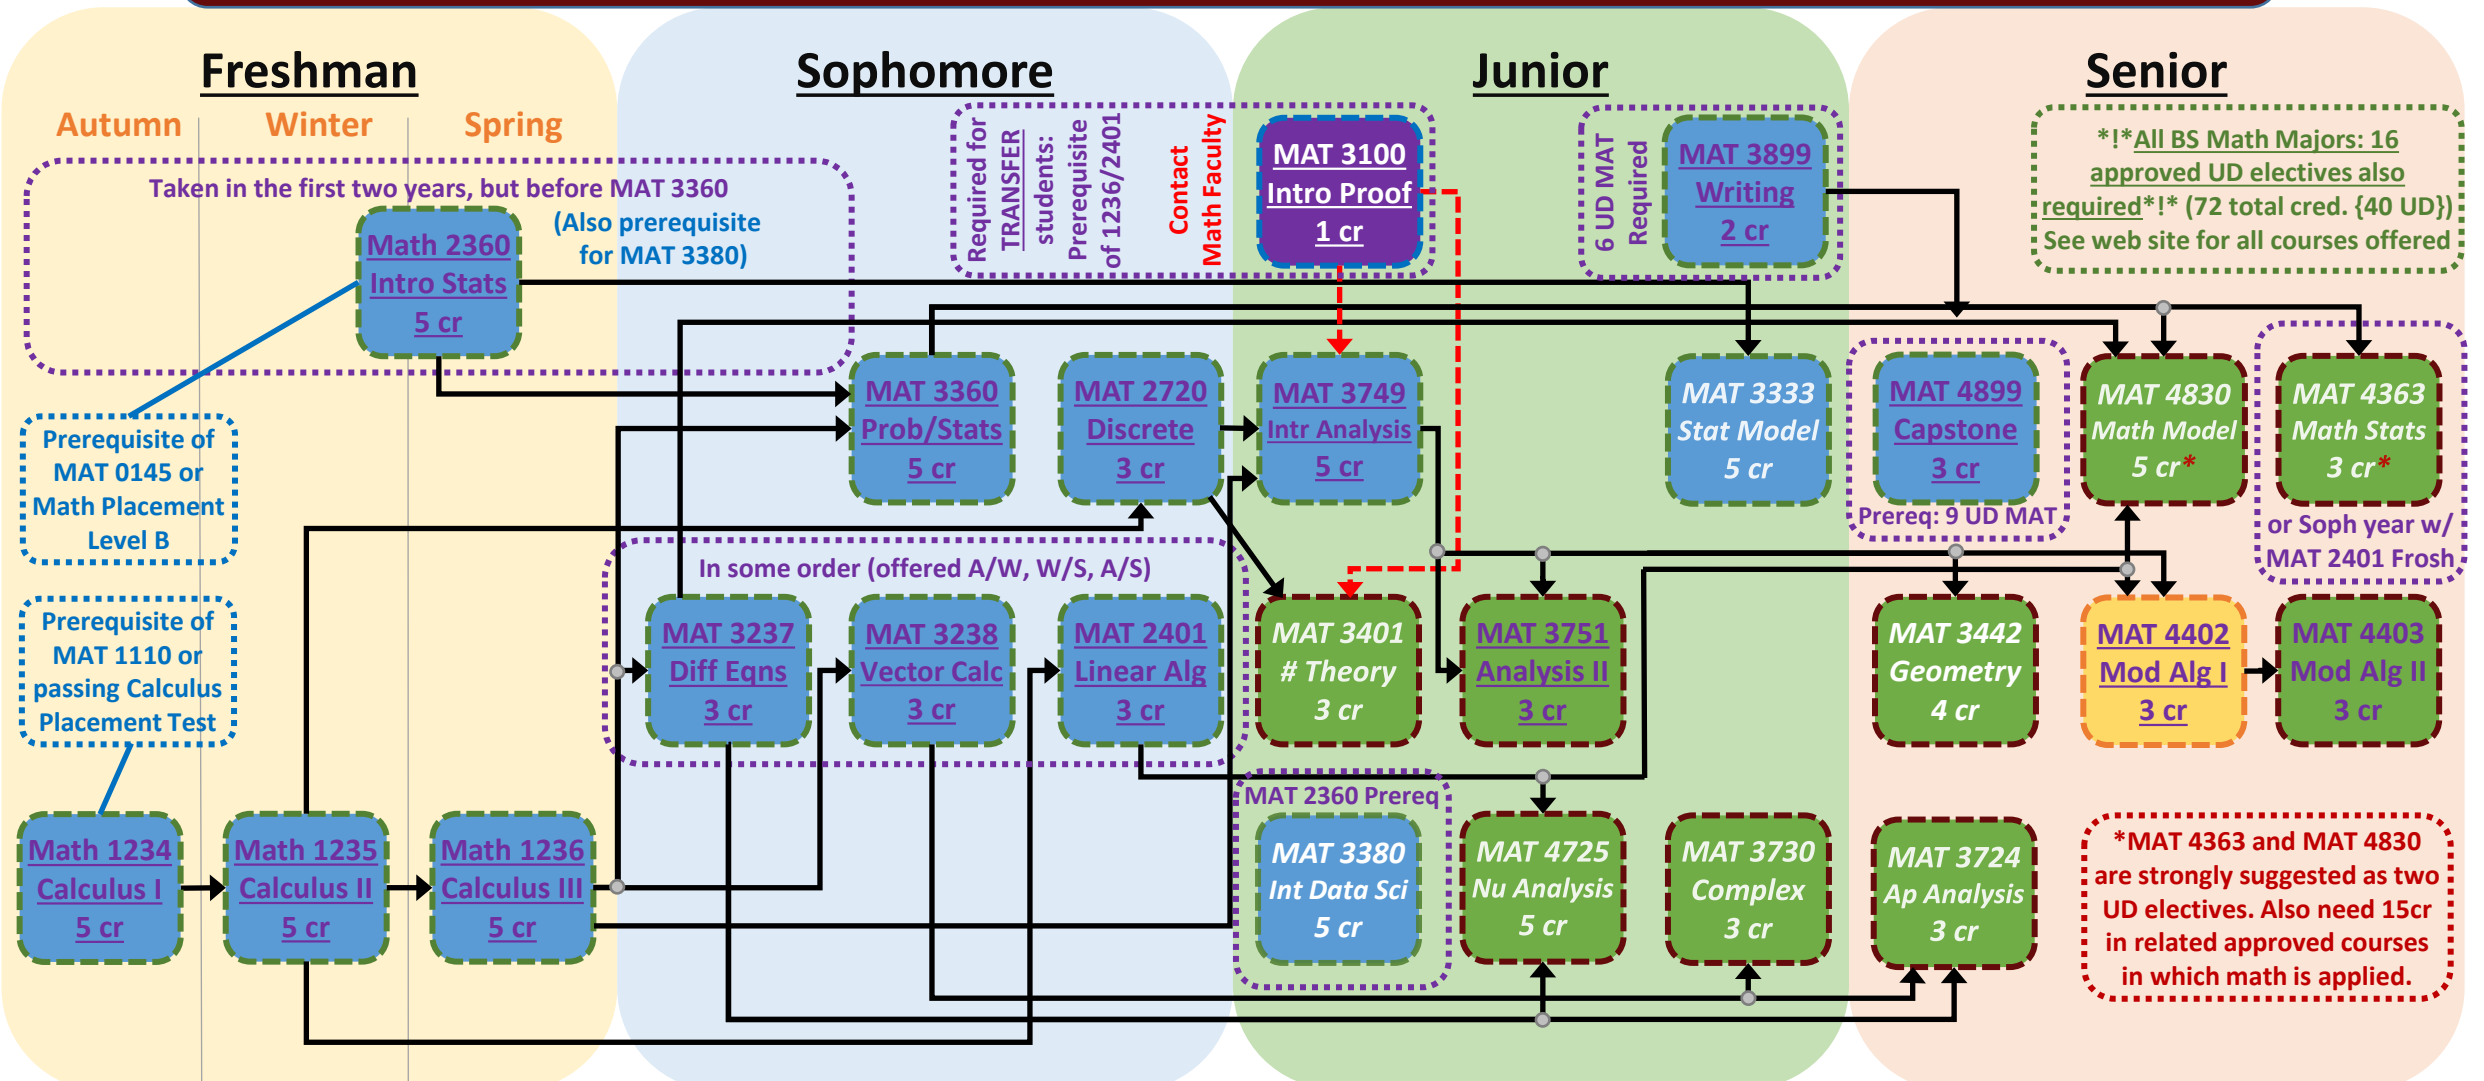 Freshman
Sophomore
Junior
Senior
Autumn
Winter
Spring
Taken in the first two years, but before MAT 3360
(Also prerequisite
for MAT 3380)
Math 2360
Intro Stats
5 cr
Required for
TRANSFER
students:
Prerequisite
of 1236/2401
Contact
Math Faculty
MAT 3100
Intro Proof
1 cr
6 UD MAT
Required
MAT 3899
Writing
2 cr
*!*All BS Math Majors: 16
approved UD electives also
required*!* (72 total cred. {40 UD})
See web site for all courses offered
Prerequisite of
MAT 0145 or
Math Placement
Level B
MAT 3360
Prob/Stats
5 cr
MAT 2720
Discrete
3 cr
MAT 3749
Intr Analysis
5 cr
MAT 3333
Stat Model
5 cr
MAT 4899
Capstone
3 cr
Prereq: 9 UD MAT
MAT 4830
Math Model
5 cr*
MAT 4363
Math Stats
3 cr*
or Soph year w/
MAT 2401 Frosh
In some order (offered A/W, W/S, A/S)
Prerequisite of
MAT 1110 or
passing Calculus
Placement Test
MAT 3237
Diff Eqns
3 cr
MAT 3238
Vector Calc
3 cr
MAT 2401
Linear Alg
3 cr
MAT 3401
# Theory
3 cr
MAT 3751
Analysis II
3 cr
MAT 3442
Geometry
4 cr
MAT 4402
Mod Alg I
3 cr
MAT 4403
Mod Alg II
3 cr
Math 1234
Calculus I
5 cr
Math 1235
Calculus II
5 cr
Math 1236
Calculus III
5 cr
MAT 2360 Prereq
MAT 3380
Int Data Sci
5 cr
MAT 4725
Nu Analysis
5 cr
MAT 3730
Complex
3 cr
MAT 3724
Ap Analysis
3 cr
*MAT 4363 and MAT 4830
are strongly suggested as two
UD electives. Also need 15cr
in related approved courses
in which math is applied.